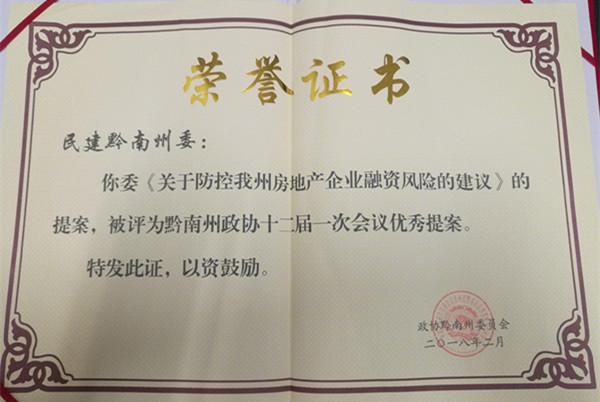 荣誉证书
民建黔南州委：
你委《关于防控我州房地产企业融资风险的建议》的
提案，被评为黔南州政协十二届一次会议优秀提案。
特发此证，以资鼓励。
政协黔南州委员会
二〇一八年二月